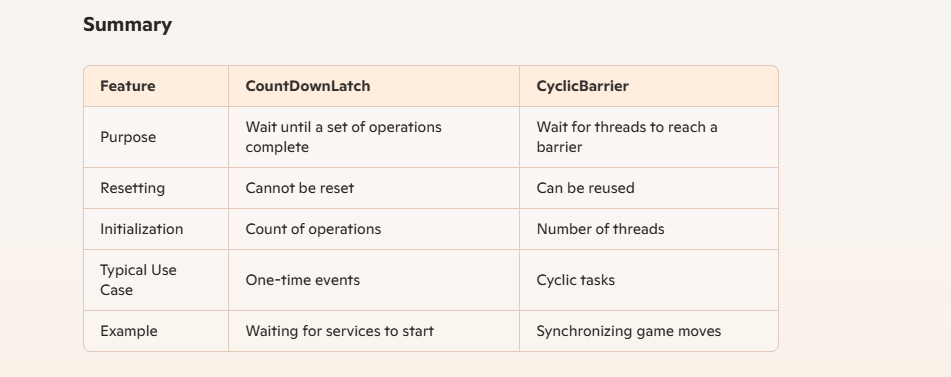 Summary
Feature CountDownLatch CyclicBarrier
Purpose Wait until a set of operations complete Wait for threads to reach a barrier
Resetting Cannot be reset Can be reused
Initialization Count of operations Number of threads
Typical Use Case One-time events Cyclic tasks
Example Waiting for services to start Synchronizing game moves